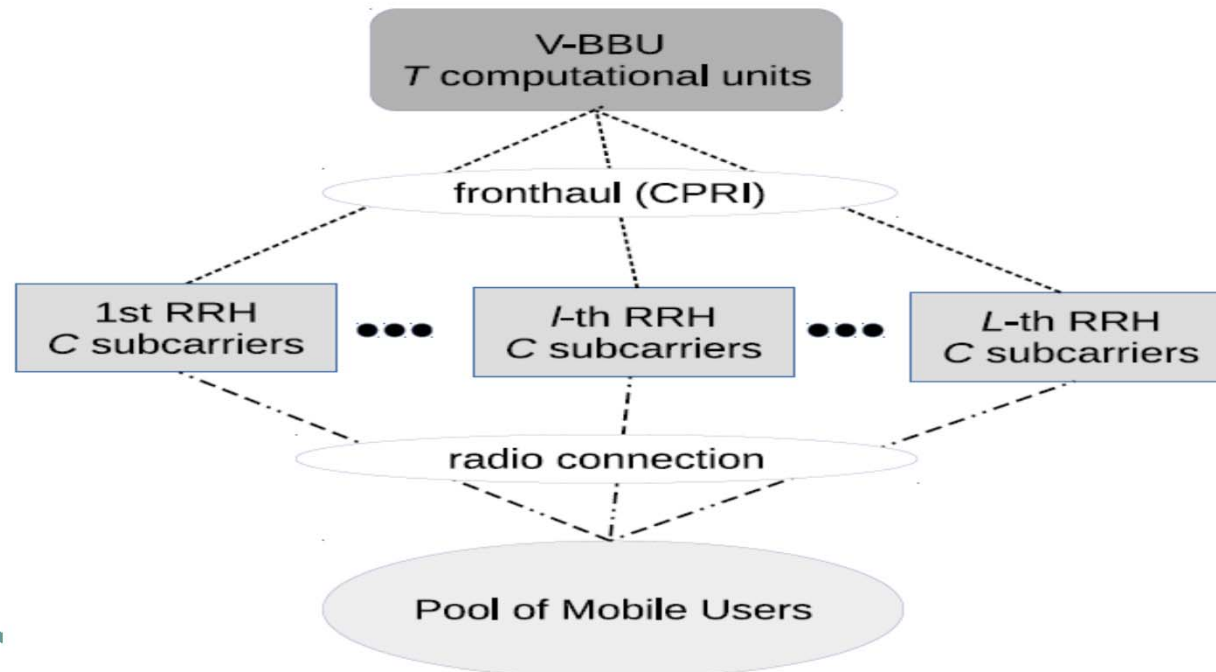 V-BBU
T computational units
fronthaul (CPRI)
1st RRH
C subcarriers
l-th RRH
C subcarriers
L-th RRH
C subcarriers
radio connection
Pool of Mobile Users